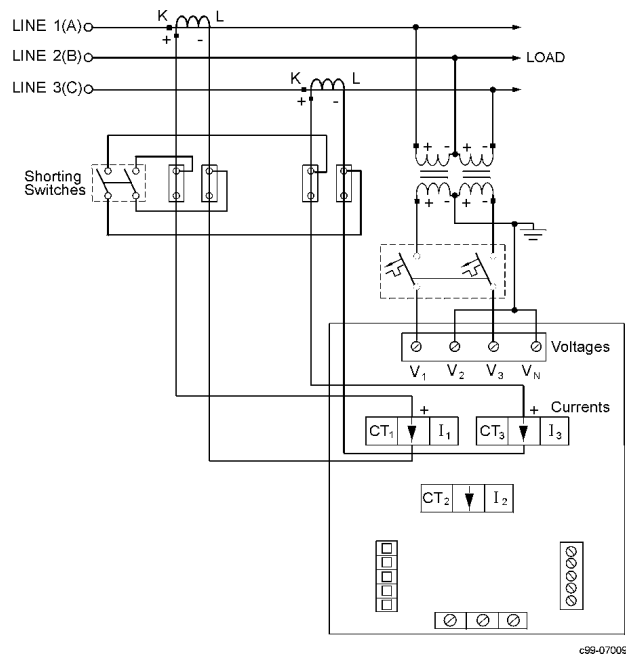 LINE 1(A)
K
L
+
-
LINE 2(B)
LOAD
LINE 3(C)
K
L
+
-
+ - + -
+ - + -
Shorting
Switches
Voltages
V1 V2 V3 VN
+
+
Currents
CT1 I1
CT3 I3
CT2 I2
c99-07009